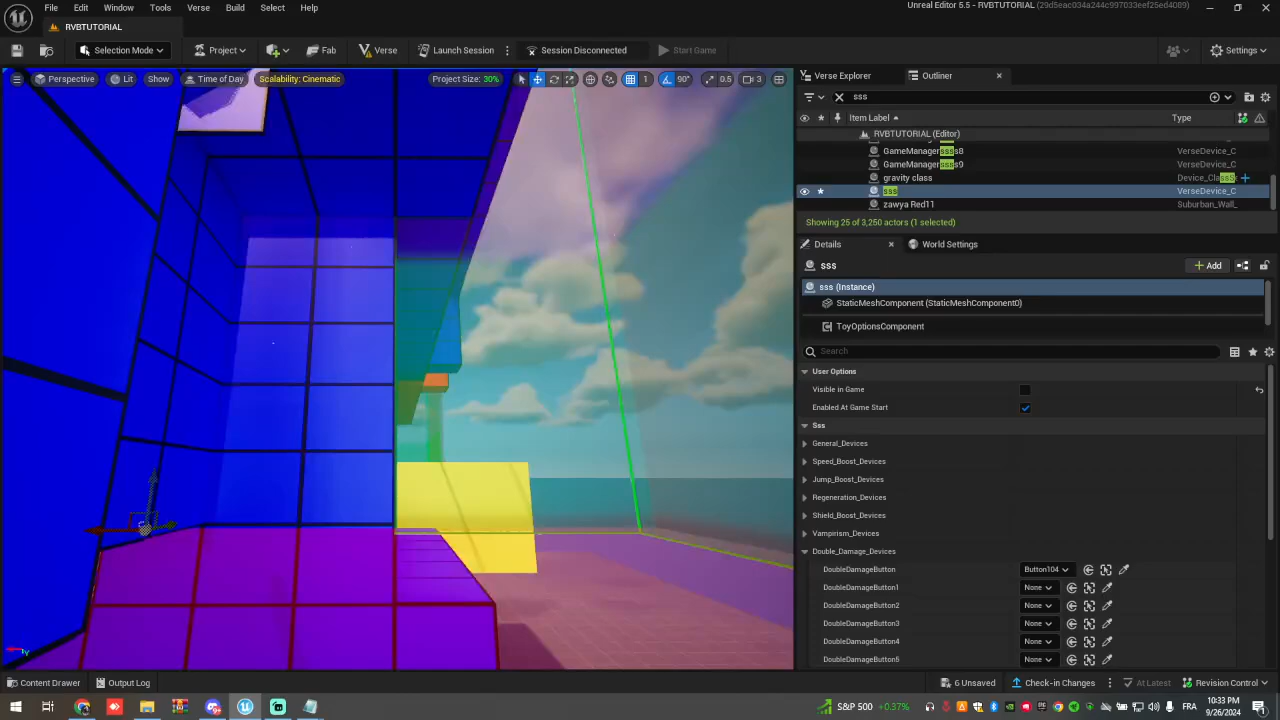 File Edit Window Tools Verse Build Select Help
Unreal Editor 5.5 - RVBTUTORIAL (29d5eac034a244c997033eef25ed4089)
RVBTUTORIAL
Selection Mode Project Fab Verse Launch Session Session Disconnected Start Game Settings
Perspective Lit Show Time of Day Scalability: Cinematic Project Size: 30% 1 90° 0.5 3
Verse Explorer Outliner
sss
Item Label Type
RVBTUTORIAL (Editor)
GameManagersss8 VerseDevice_C
GameManagersss9 VerseDevice_C
gravity class Device_Class
sss VerseDevice_C
zawya Red11 Suburban_Wall_
Showing 25 of 3,250 actors (1 selected)
Details World Settings
sss Add
sss (Instance)
StaticMeshComponent (StaticMeshComponent0)
ToyOptionsComponent
Search
User Options
Visible in Game
Enabled At Game Start
Sss
General_Devices
Speed_Boost_Devices
Jump_Boost_Devices
Regeneration_Devices
Shield_Boost_Devices
Vampirism_Devices
Double_Damage_Devices
DoubleDamageButton Button104
DoubleDamageButton1 None
DoubleDamageButton2 None
DoubleDamageButton3 None
DoubleDamageButton4 None
DoubleDamageButton5 None
Content Drawer Output Log 6 Unsaved Check-in Changes At Latest Revision Control
S&P 500 +0.37% FRA 10:33 PM
9/26/2024